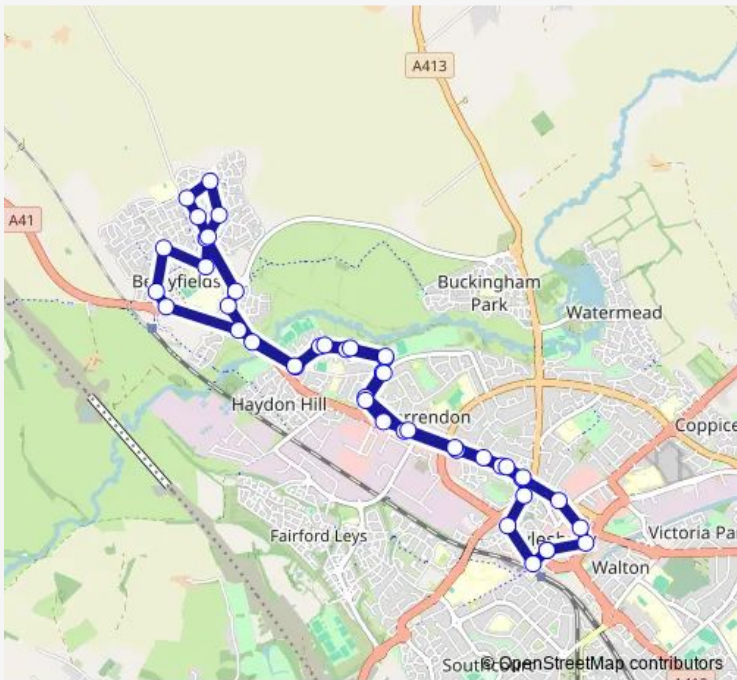 A413
A41
Buckingham
Park
Watermead
Haydon Hill
Coppice
Fairford Leys
Victoria Pa
Walton
© OpenStreetMap contributors